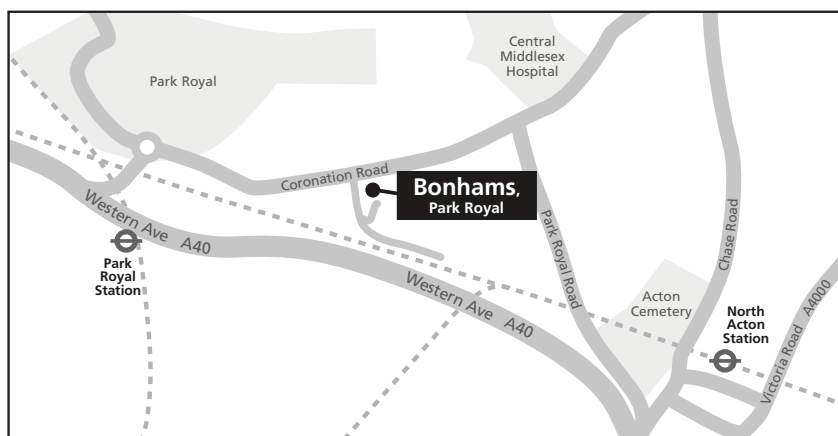 Central
Middlesex
Hospital
Park Royal
Coronation Road
Bonhams,
Park Royal
Western Ave A40
Park
Royal
Station
Park Royal Road
Chase Road
Western Ave A40
Acton
Cemetery
North
Acton
Station
Victoria Road A4000